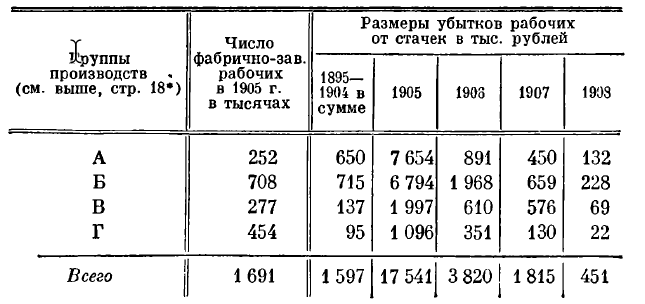 Группы
производств
(см. выше, стр. 18*)
Число
фабрично-зав.
рабочих
в 1905 г.
в тысячах
Размеры убытков рабочих
от стачек в тыс. рублей
1895—
1904 в
сумме
1905
1906
1907
1908
А 252 650 7 654 891 450 132
Б 708 715 6 794 1 968 659 228
В 277 137 1 997 610 576 69
Г 454 95 1 096 351 130 22
Всего 1 691 1 597 17 541 3 820 1 815 451